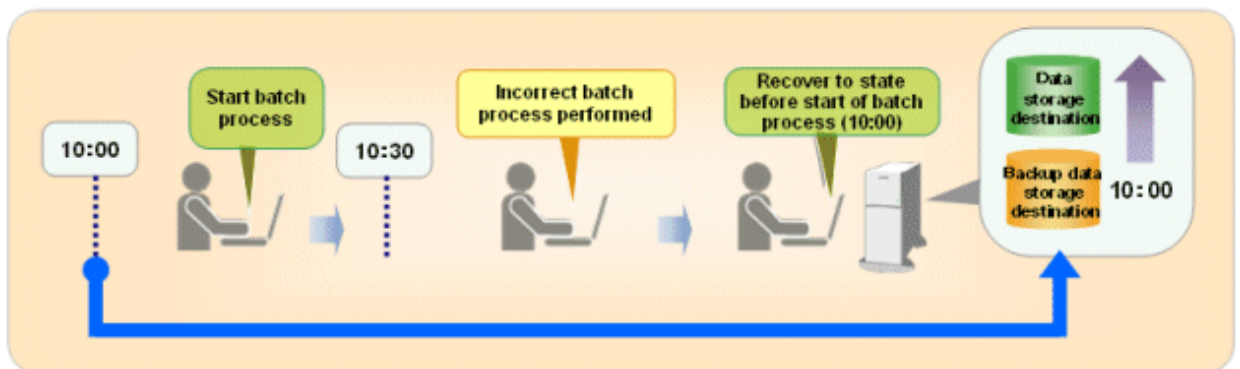 10:00
Start batch
process
10:30
Incorrect batch
process performed
Recover to state
before start of batch
process (10:00)
Data
storage
destination
Backup data
storage
destination
10:00